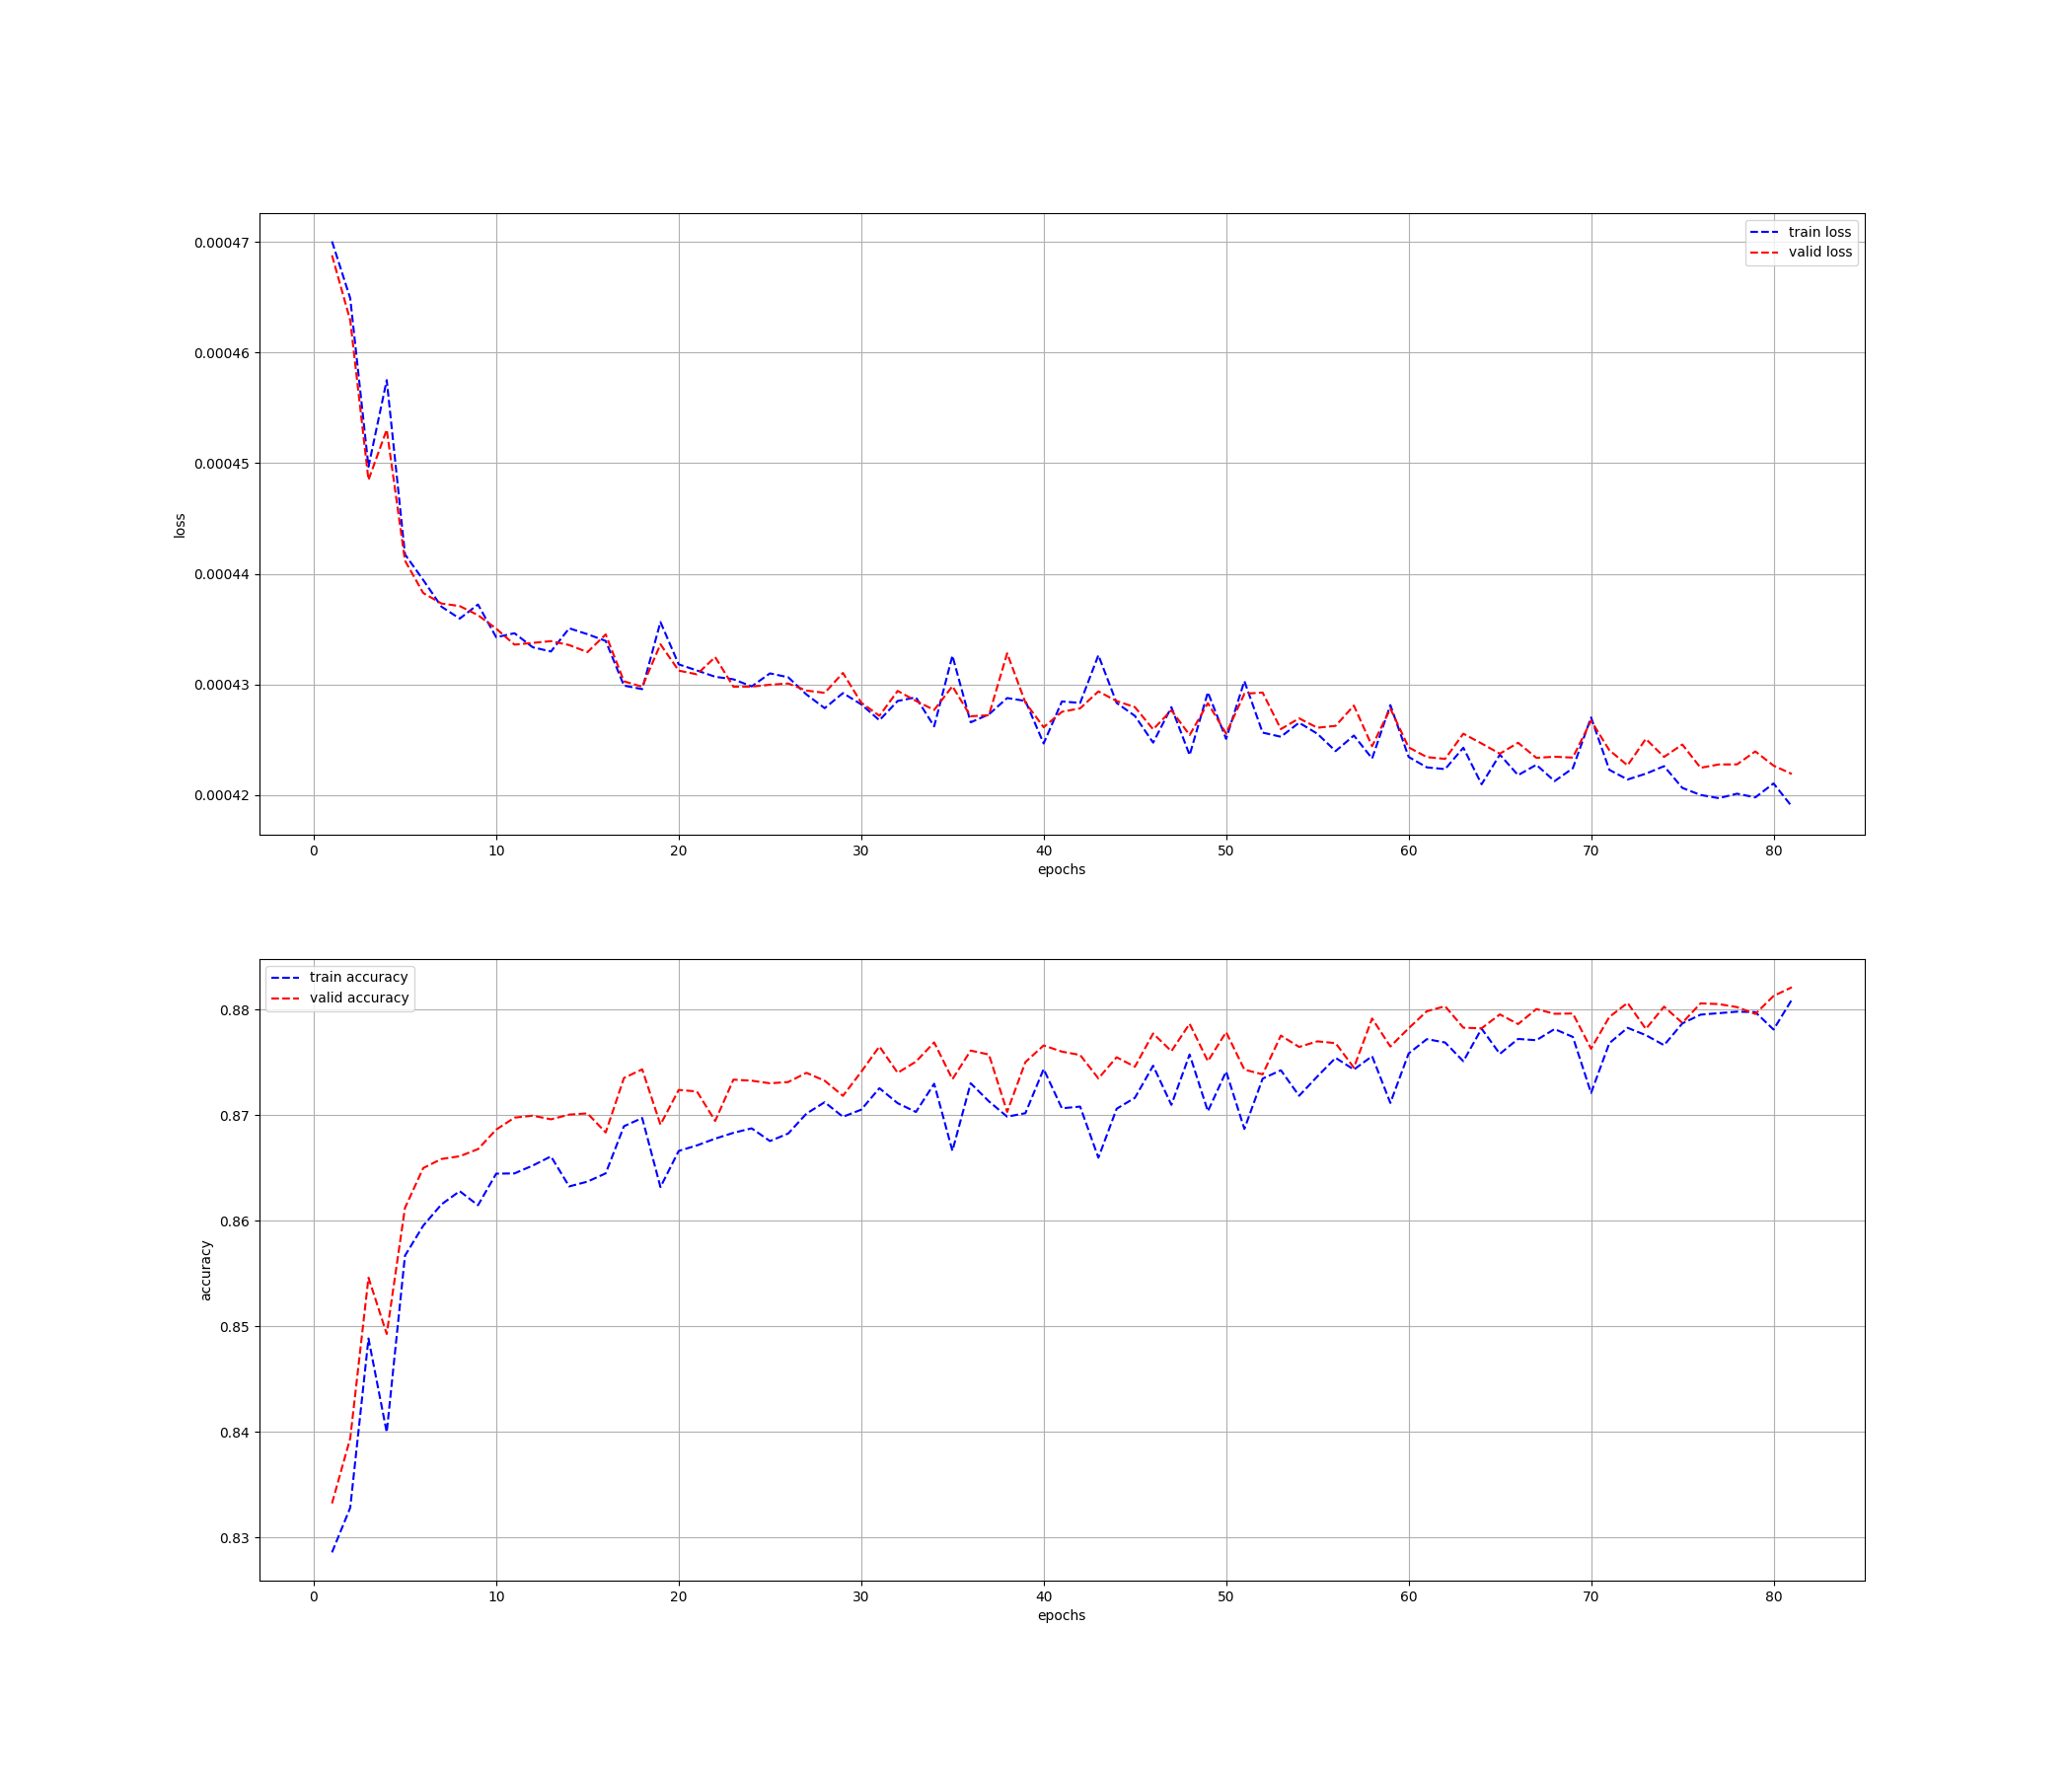 train loss
valid loss
0.00047
0.00046
0.00045
0.00044
0.00043
0.00042
loss
0 10 20 30 40 50 60 70 80
epochs
train accuracy
valid accuracy
0.88
0.87
0.86
0.85
0.84
0.83
accuracy
0 10 20 30 40 50 60 70 80
epochs